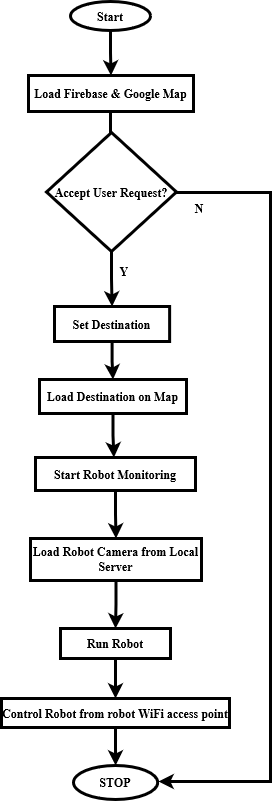 Start
Load Firebase & Google Map
Accept User Request?
N
Y
Set Destination
Load Destination on Map
Start Robot Monitoring
Load Robot Camera from Local
Server
Run Robot
Control Robot from robot WiFi access point
STOP